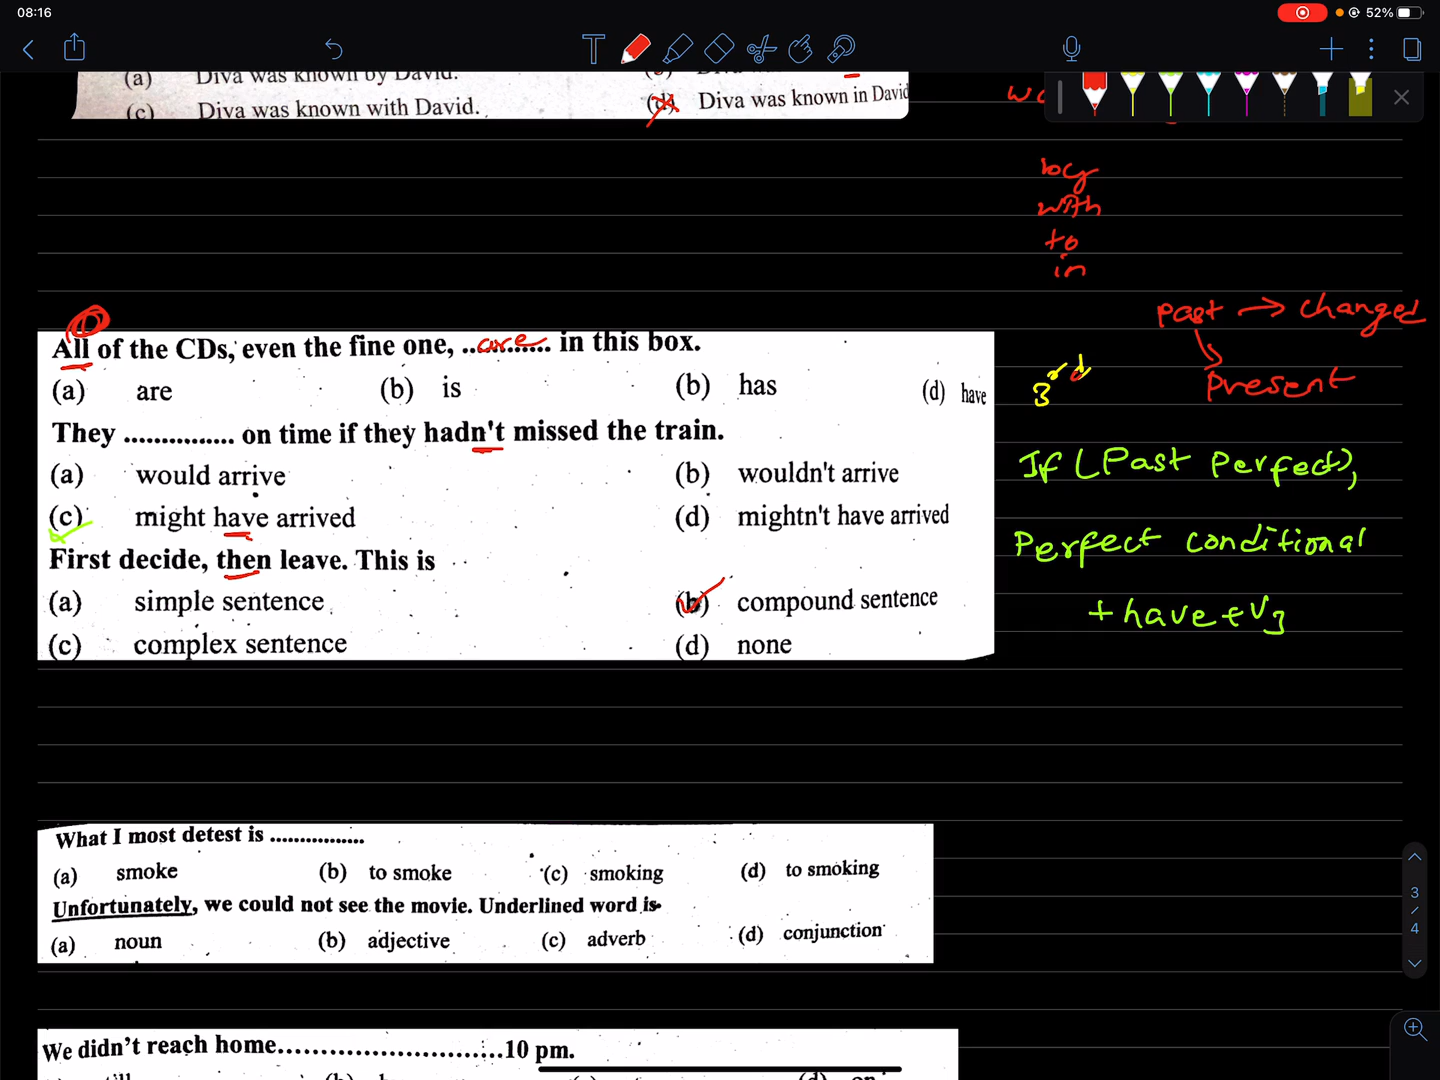 08:16
52%
(a) Diva was known by David.
(c) Diva was known with David. (d) Diva was known in David
by
with
to
in
Past → Changed
Present
All of the CDs, even the fine one, ..are.. in this box.
(a) are (b) is (b) has (d) have
3rd
They ............... on time if they hadn't missed the train.
(a) would arrive (b) wouldn't arrive
(c) might have arrived (d) mightn't have arrived
If (Past Perfect),
Perfect conditional
+ have + V3
First decide, then leave. This is
(a) simple sentence (b) compound sentence
(c) complex sentence (d) none
What I most detest is ................
(a) smoke (b) to smoke (c) smoking (d) to smoking
Unfortunately, we could not see the movie. Underlined word is
(a) noun (b) adjective (c) adverb (d) conjunction
3
/
4
We didn't reach home............................10 pm.